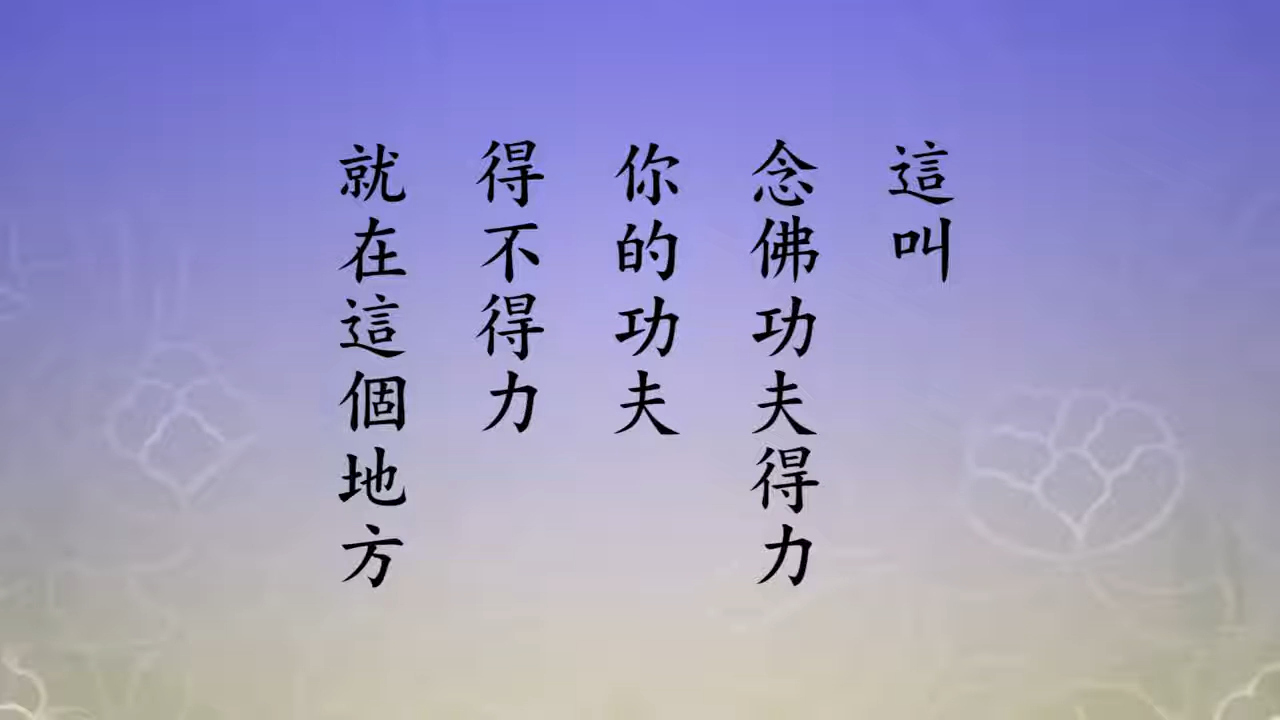 這叫
念佛功夫得力
你的功夫
得不得力
就在這個地方